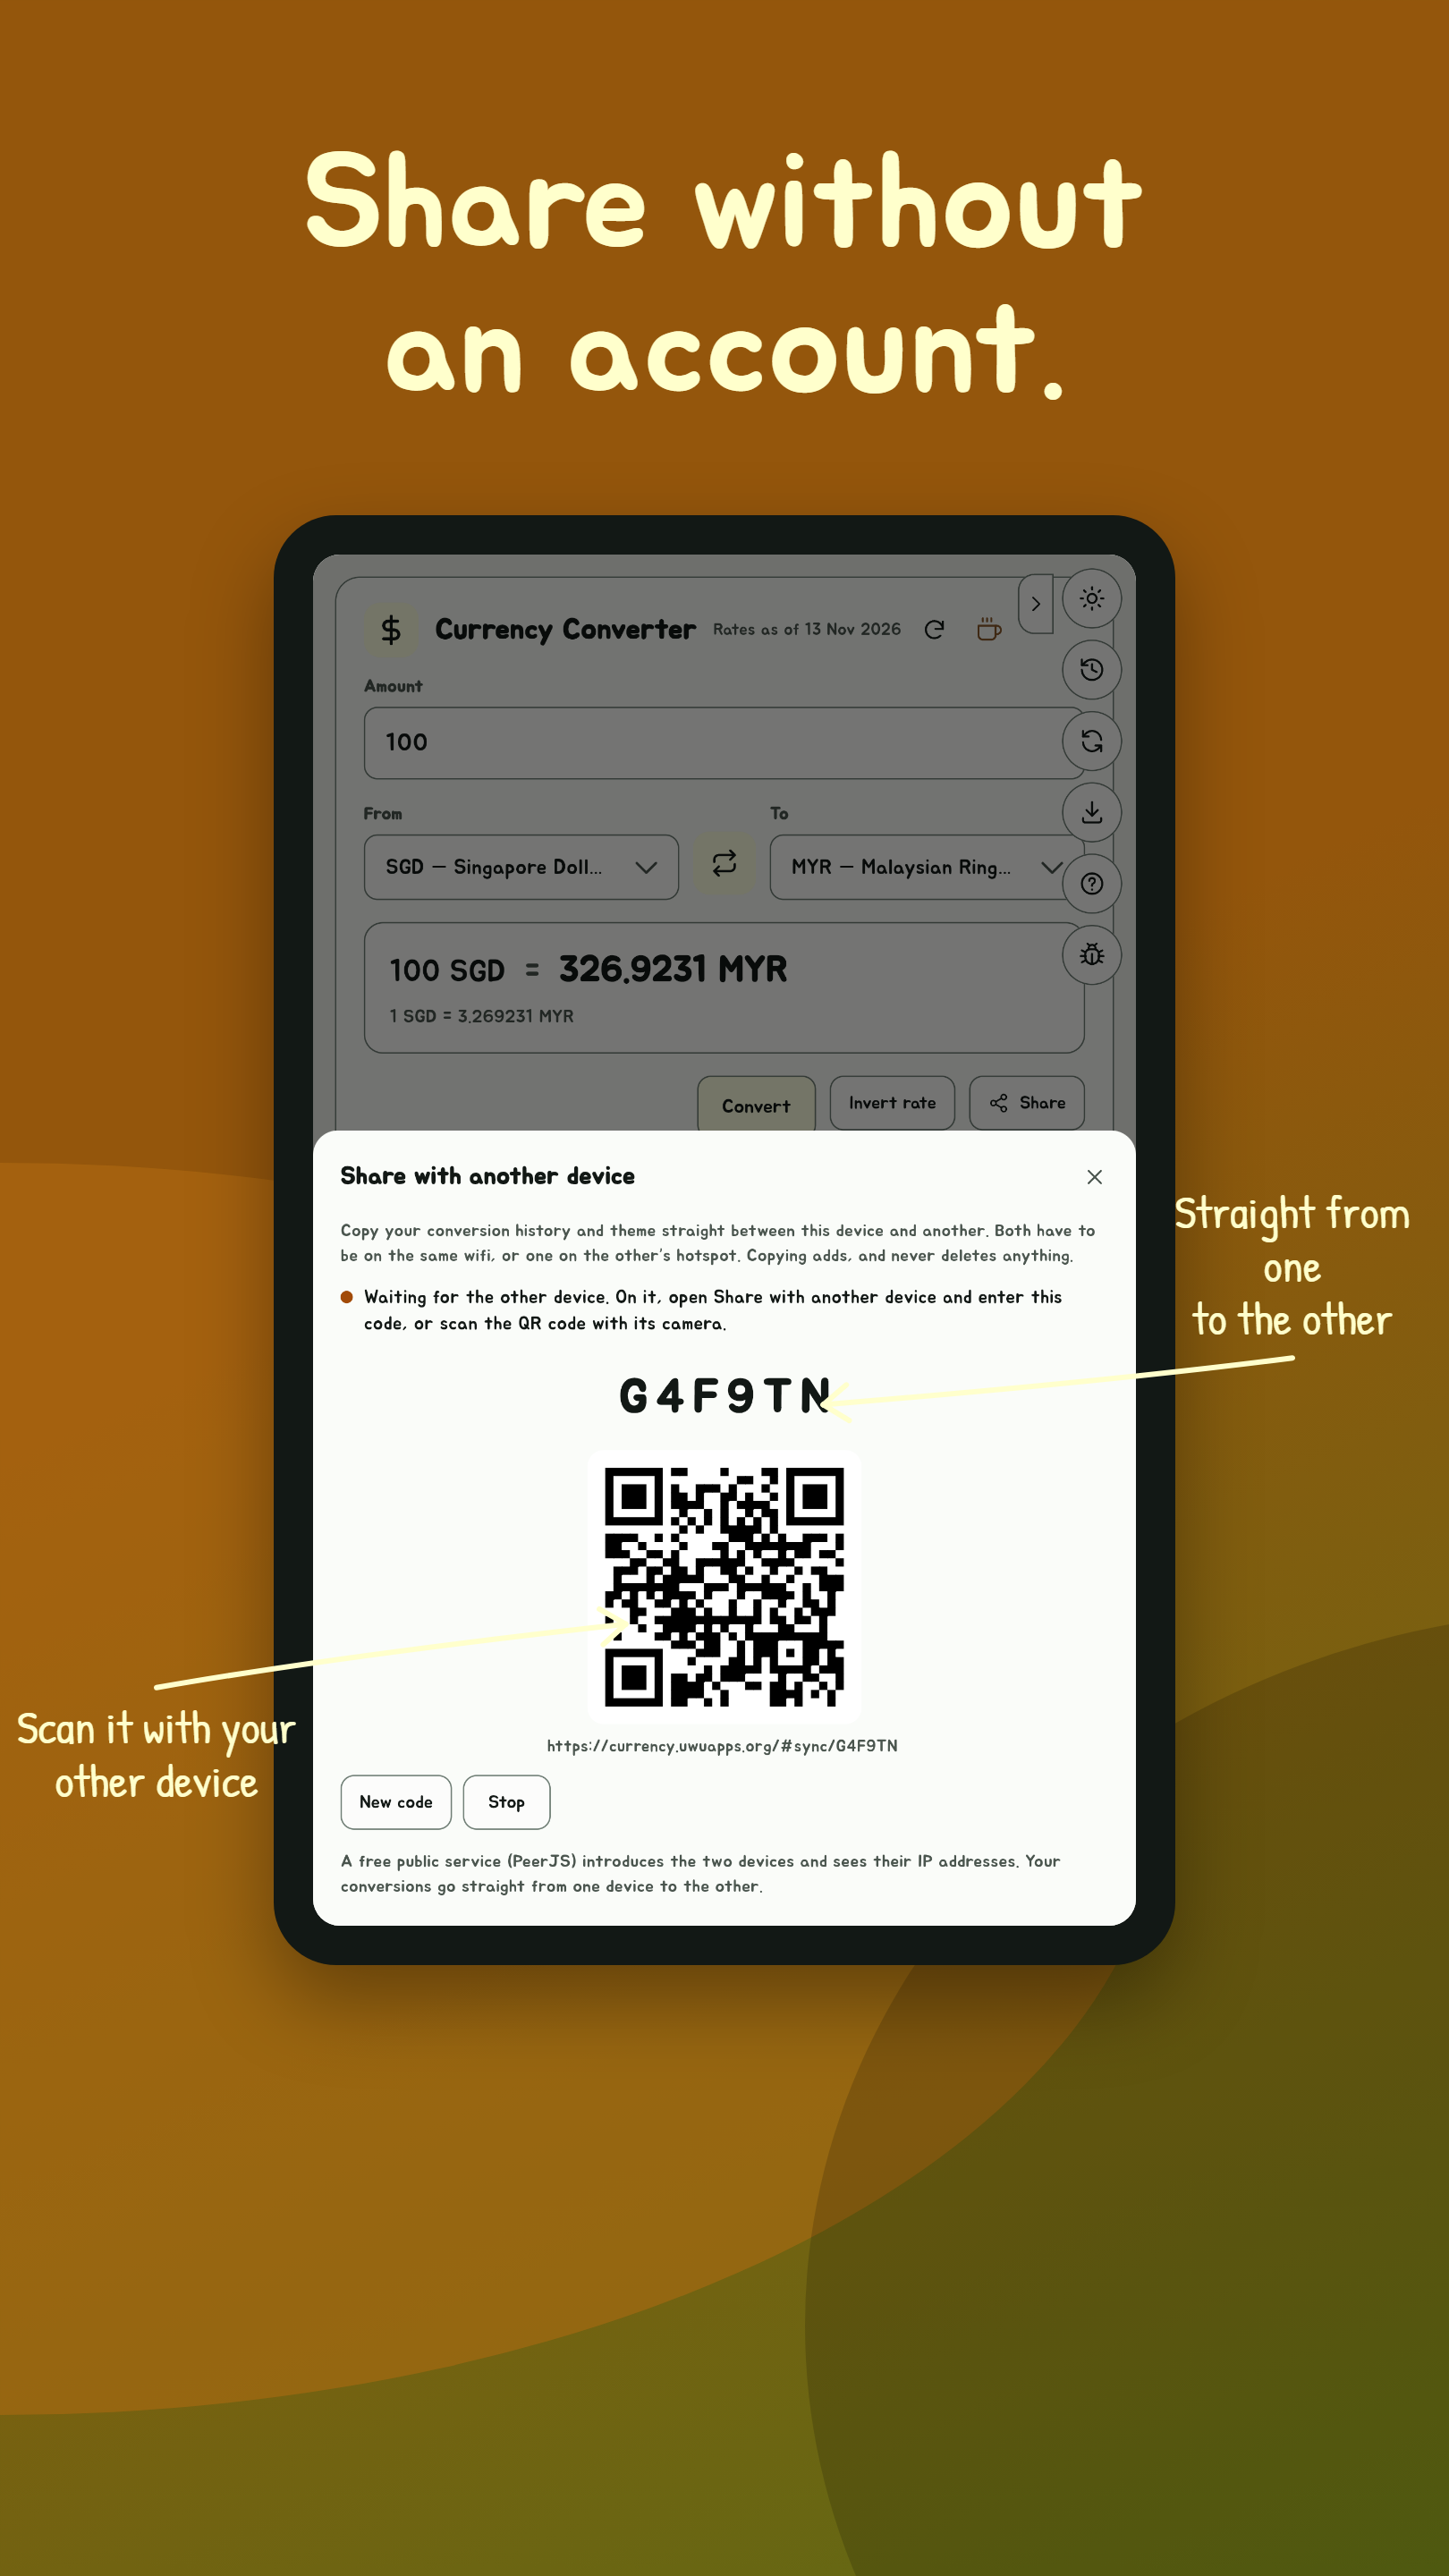 Share without
an account.
$ Currency Converter Rates as of 13 Nov 2026
Amount
100
From To
SGD — Singapore Doll... MYR — Malaysian Ring...
100 SGD = 326.9231 MYR
1 SGD = 3.269231 MYR
Convert Invert rate Share
Share with another device
Copy your conversion history and theme straight between this device and another. Both have to
be on the same wifi, or one on the other's hotspot. Copying adds, and never deletes anything.
Waiting for the other device. On it, open Share with another device and enter this
code, or scan the QR code with its camera.
Straight from
one
to the other
G4F9TN
Scan it with your
other device
https://currency.uwuapps.org/#sync/G4F9TN
New code Stop
A free public service (PeerJS) introduces the two devices and sees their IP addresses. Your
conversions go straight from one device to the other.